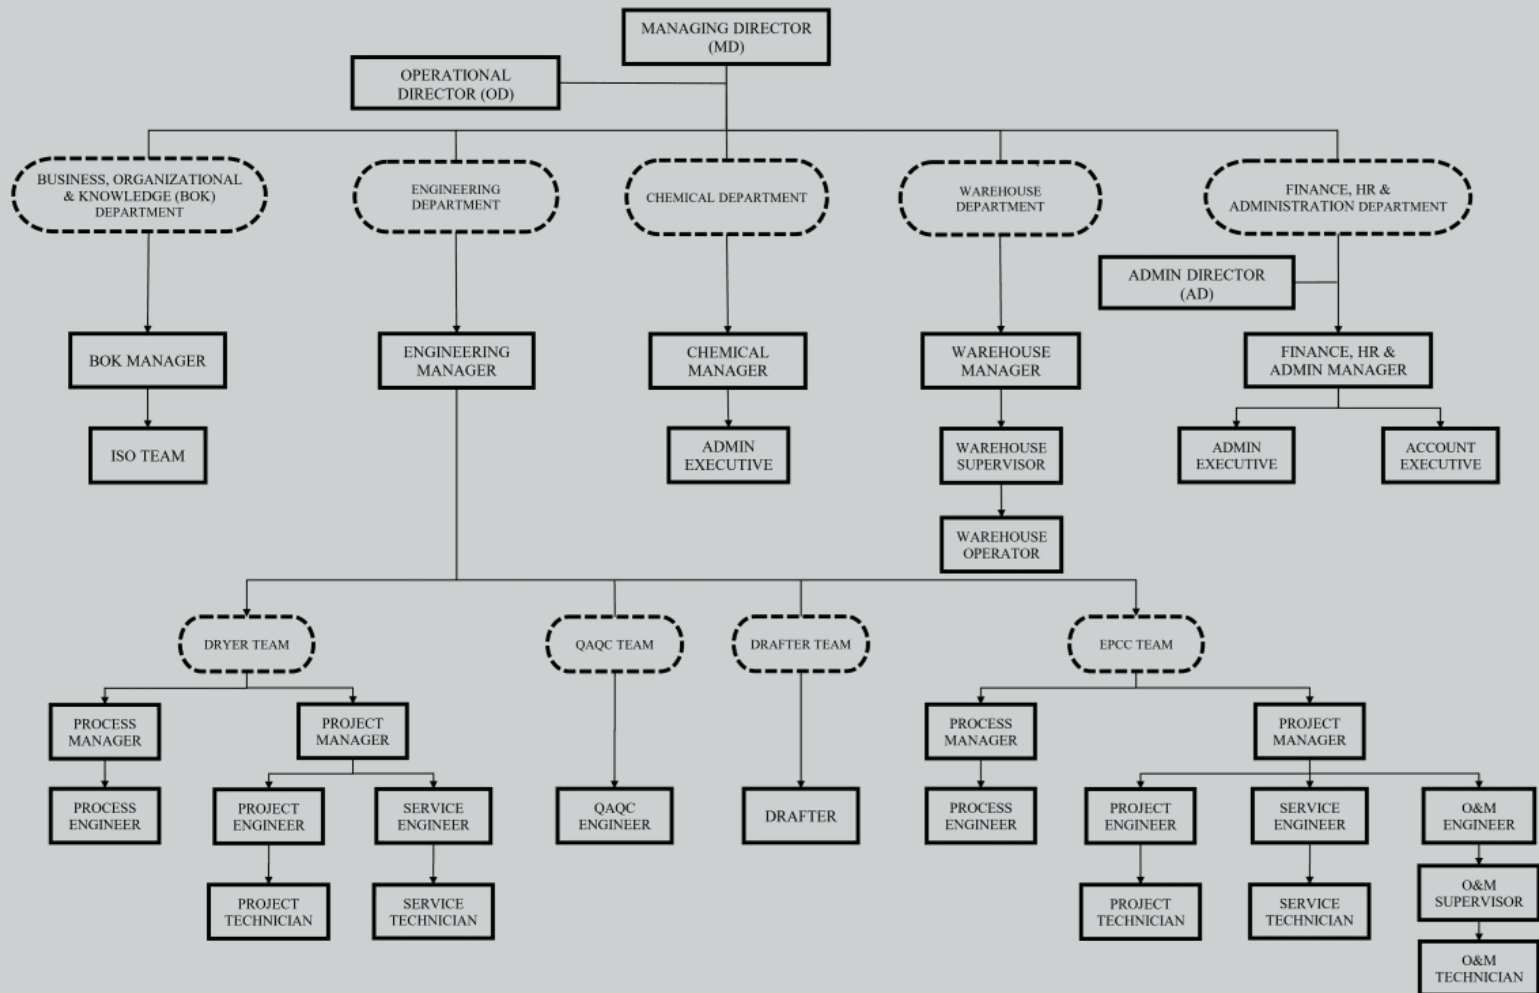 MANAGING DIRECTOR
(MD)
OPERATIONAL
DIRECTOR (OD)
BUSINESS, ORGANIZATIONAL
& KNOWLEDGE (BOK)
DEPARTMENT
ENGINEERING
DEPARTMENT
CHEMICAL DEPARTMENT
WAREHOUSE
DEPARTMENT
FINANCE, HR &
ADMINISTRATION DEPARTMENT
ADMIN DIRECTOR
(AD)
BOK MANAGER
ENGINEERING
MANAGER
CHEMICAL
MANAGER
WAREHOUSE
MANAGER
FINANCE, HR &
ADMIN MANAGER
ISO TEAM
ADMIN
EXECUTIVE
WAREHOUSE
SUPERVISOR
ADMIN
EXECUTIVE
ACCOUNT
EXECUTIVE
WAREHOUSE
OPERATOR
DRYER TEAM
QAQC TEAM
DRAFTER TEAM
EPCC TEAM
PROCESS
MANAGER
PROJECT
MANAGER
PROCESS
MANAGER
PROJECT
MANAGER
PROCESS
ENGINEER
PROJECT
ENGINEER
SERVICE
ENGINEER
QAQC
ENGINEER
DRAFTER
PROCESS
ENGINEER
PROJECT
ENGINEER
SERVICE
ENGINEER
O&M
ENGINEER
PROJECT
TECHNICIAN
SERVICE
TECHNICIAN
PROJECT
TECHNICIAN
SERVICE
TECHNICIAN
O&M
SUPERVISOR
O&M
TECHNICIAN